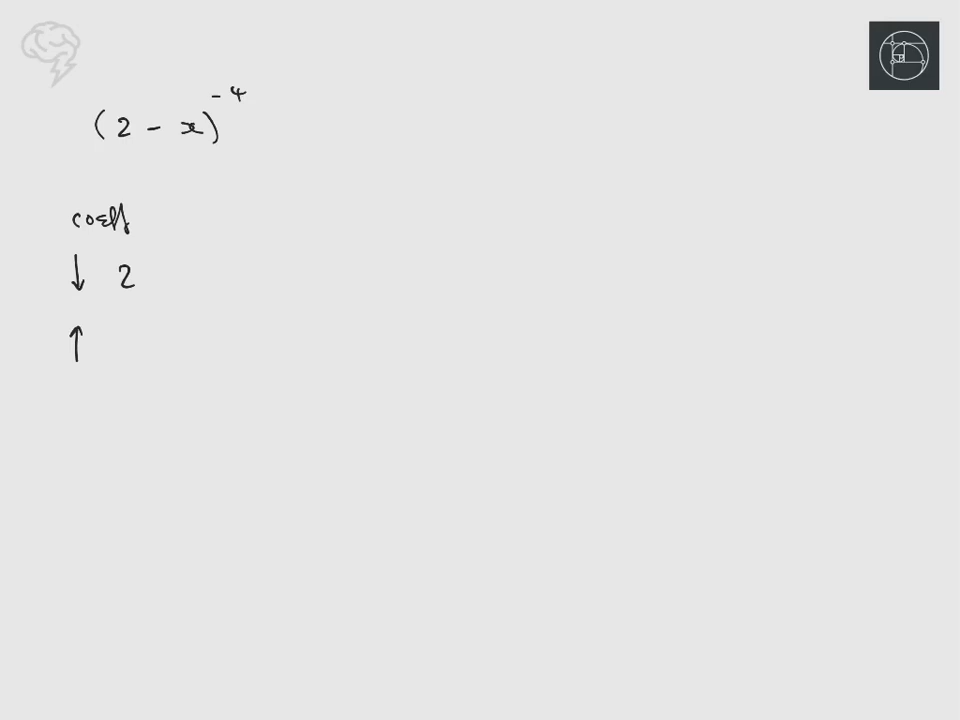 (2 - x)^-4
coeff
↓ 2
↑